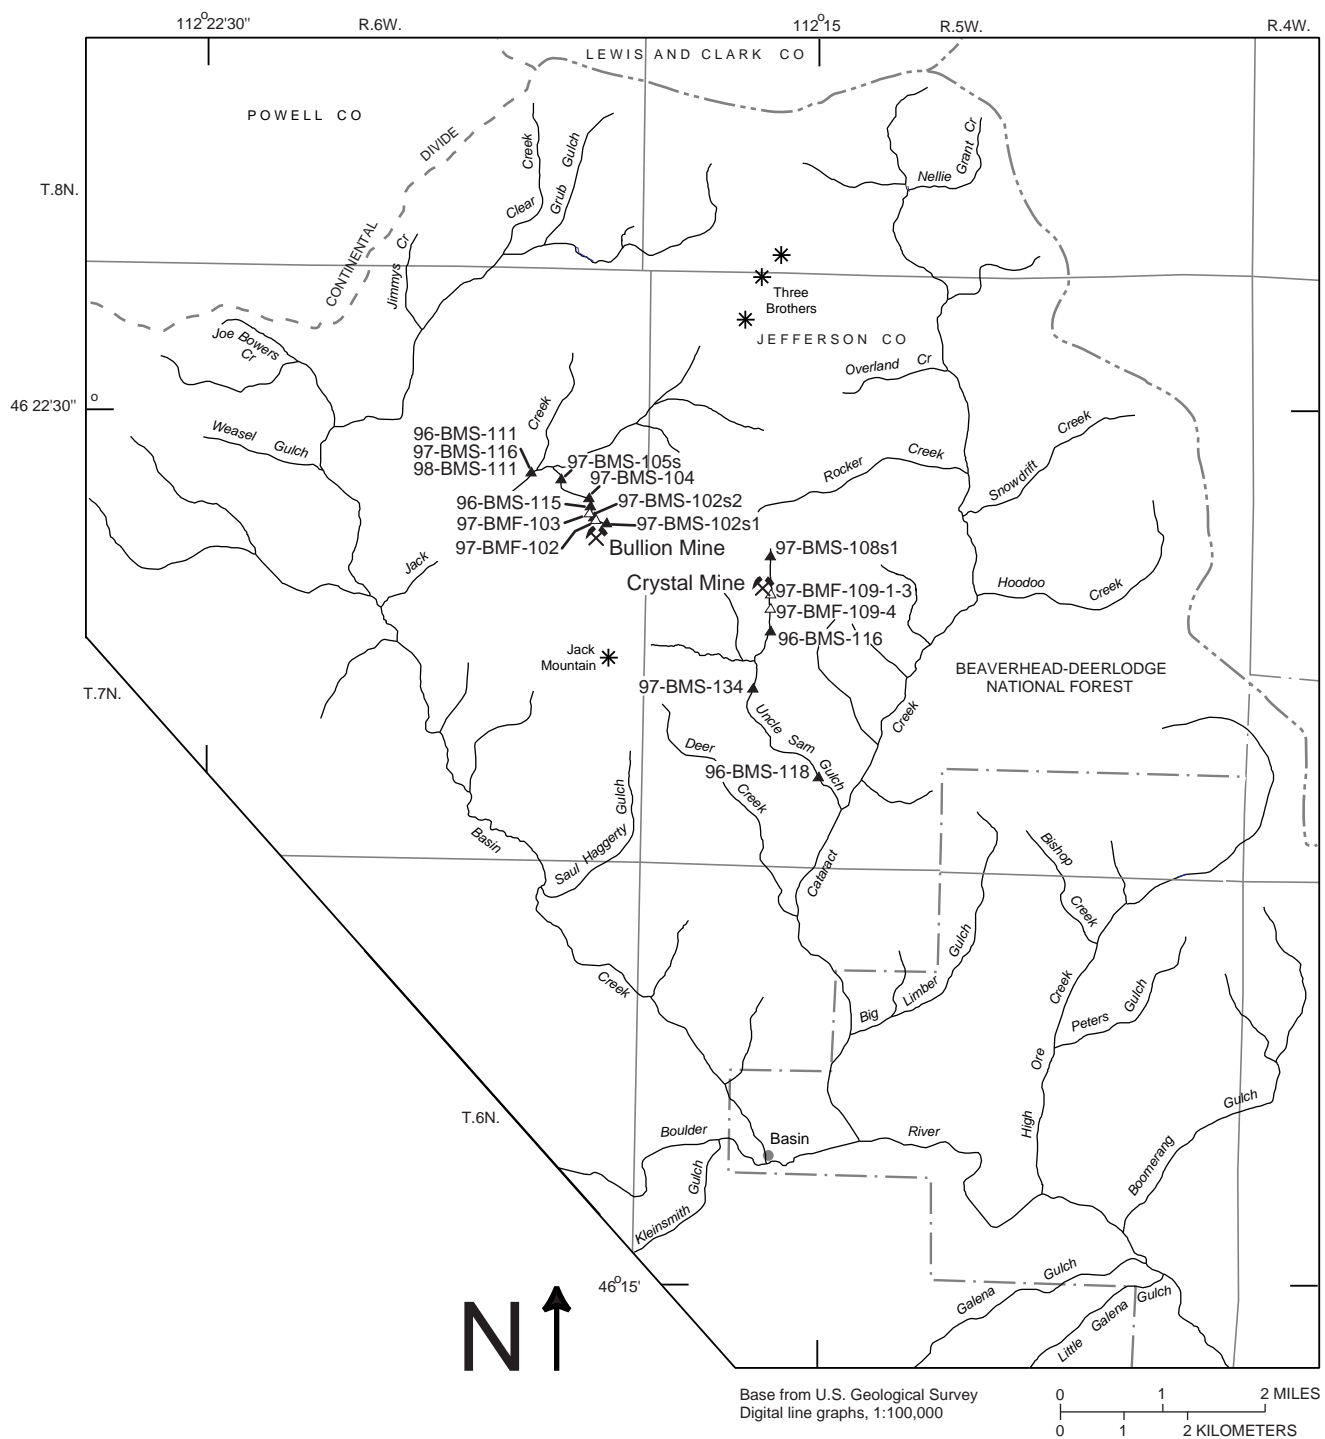 112°22'30"
R.6W.
112°15
R.5W.
R.4W.
LEWIS AND CLARK CO
POWELL CO
DIVIDE
CONTINENTAL
T.8N.
Clear Creek
Grub Gulch
Nellie Grant Cr
Jimmys Cr
Three
Brothers
JEFFERSON CO
Joe Bowers
Cr
Overland Cr
46 22'30" o
Weasel Gulch
Creek
96-BMS-111
97-BMS-116
98-BMS-111
97-BMS-105s
97-BMS-104
96-BMS-115
97-BMS-102s2
97-BMF-103
97-BMS-102s1
97-BMF-102
Bullion Mine
Rocker Creek
Snowdrift Creek
Jack
97-BMS-108s1
Crystal Mine
97-BMF-109-1-3
97-BMF-109-4
96-BMS-116
Hoodoo Creek
Jack
Mountain
BEAVERHEAD-DEERLODGE
NATIONAL FOREST
T.7N.
97-BMS-134
Uncle Sam Gulch
Creek
Deer Creek
96-BMS-118
Saul Haggerty Gulch
Basin
Cataract
Bishop Creek
Creek
Big Limber Gulch
High Ore Creek
Peters Gulch
T.6N.
Boulder River
Basin
Kleinsmith Gulch
Boomerang Gulch
46°15'
Galena Gulch
Little Galena Gulch
N
Base from U.S. Geological Survey
Digital line graphs, 1:100,000
0 1 2 MILES
0 1 2 KILOMETERS